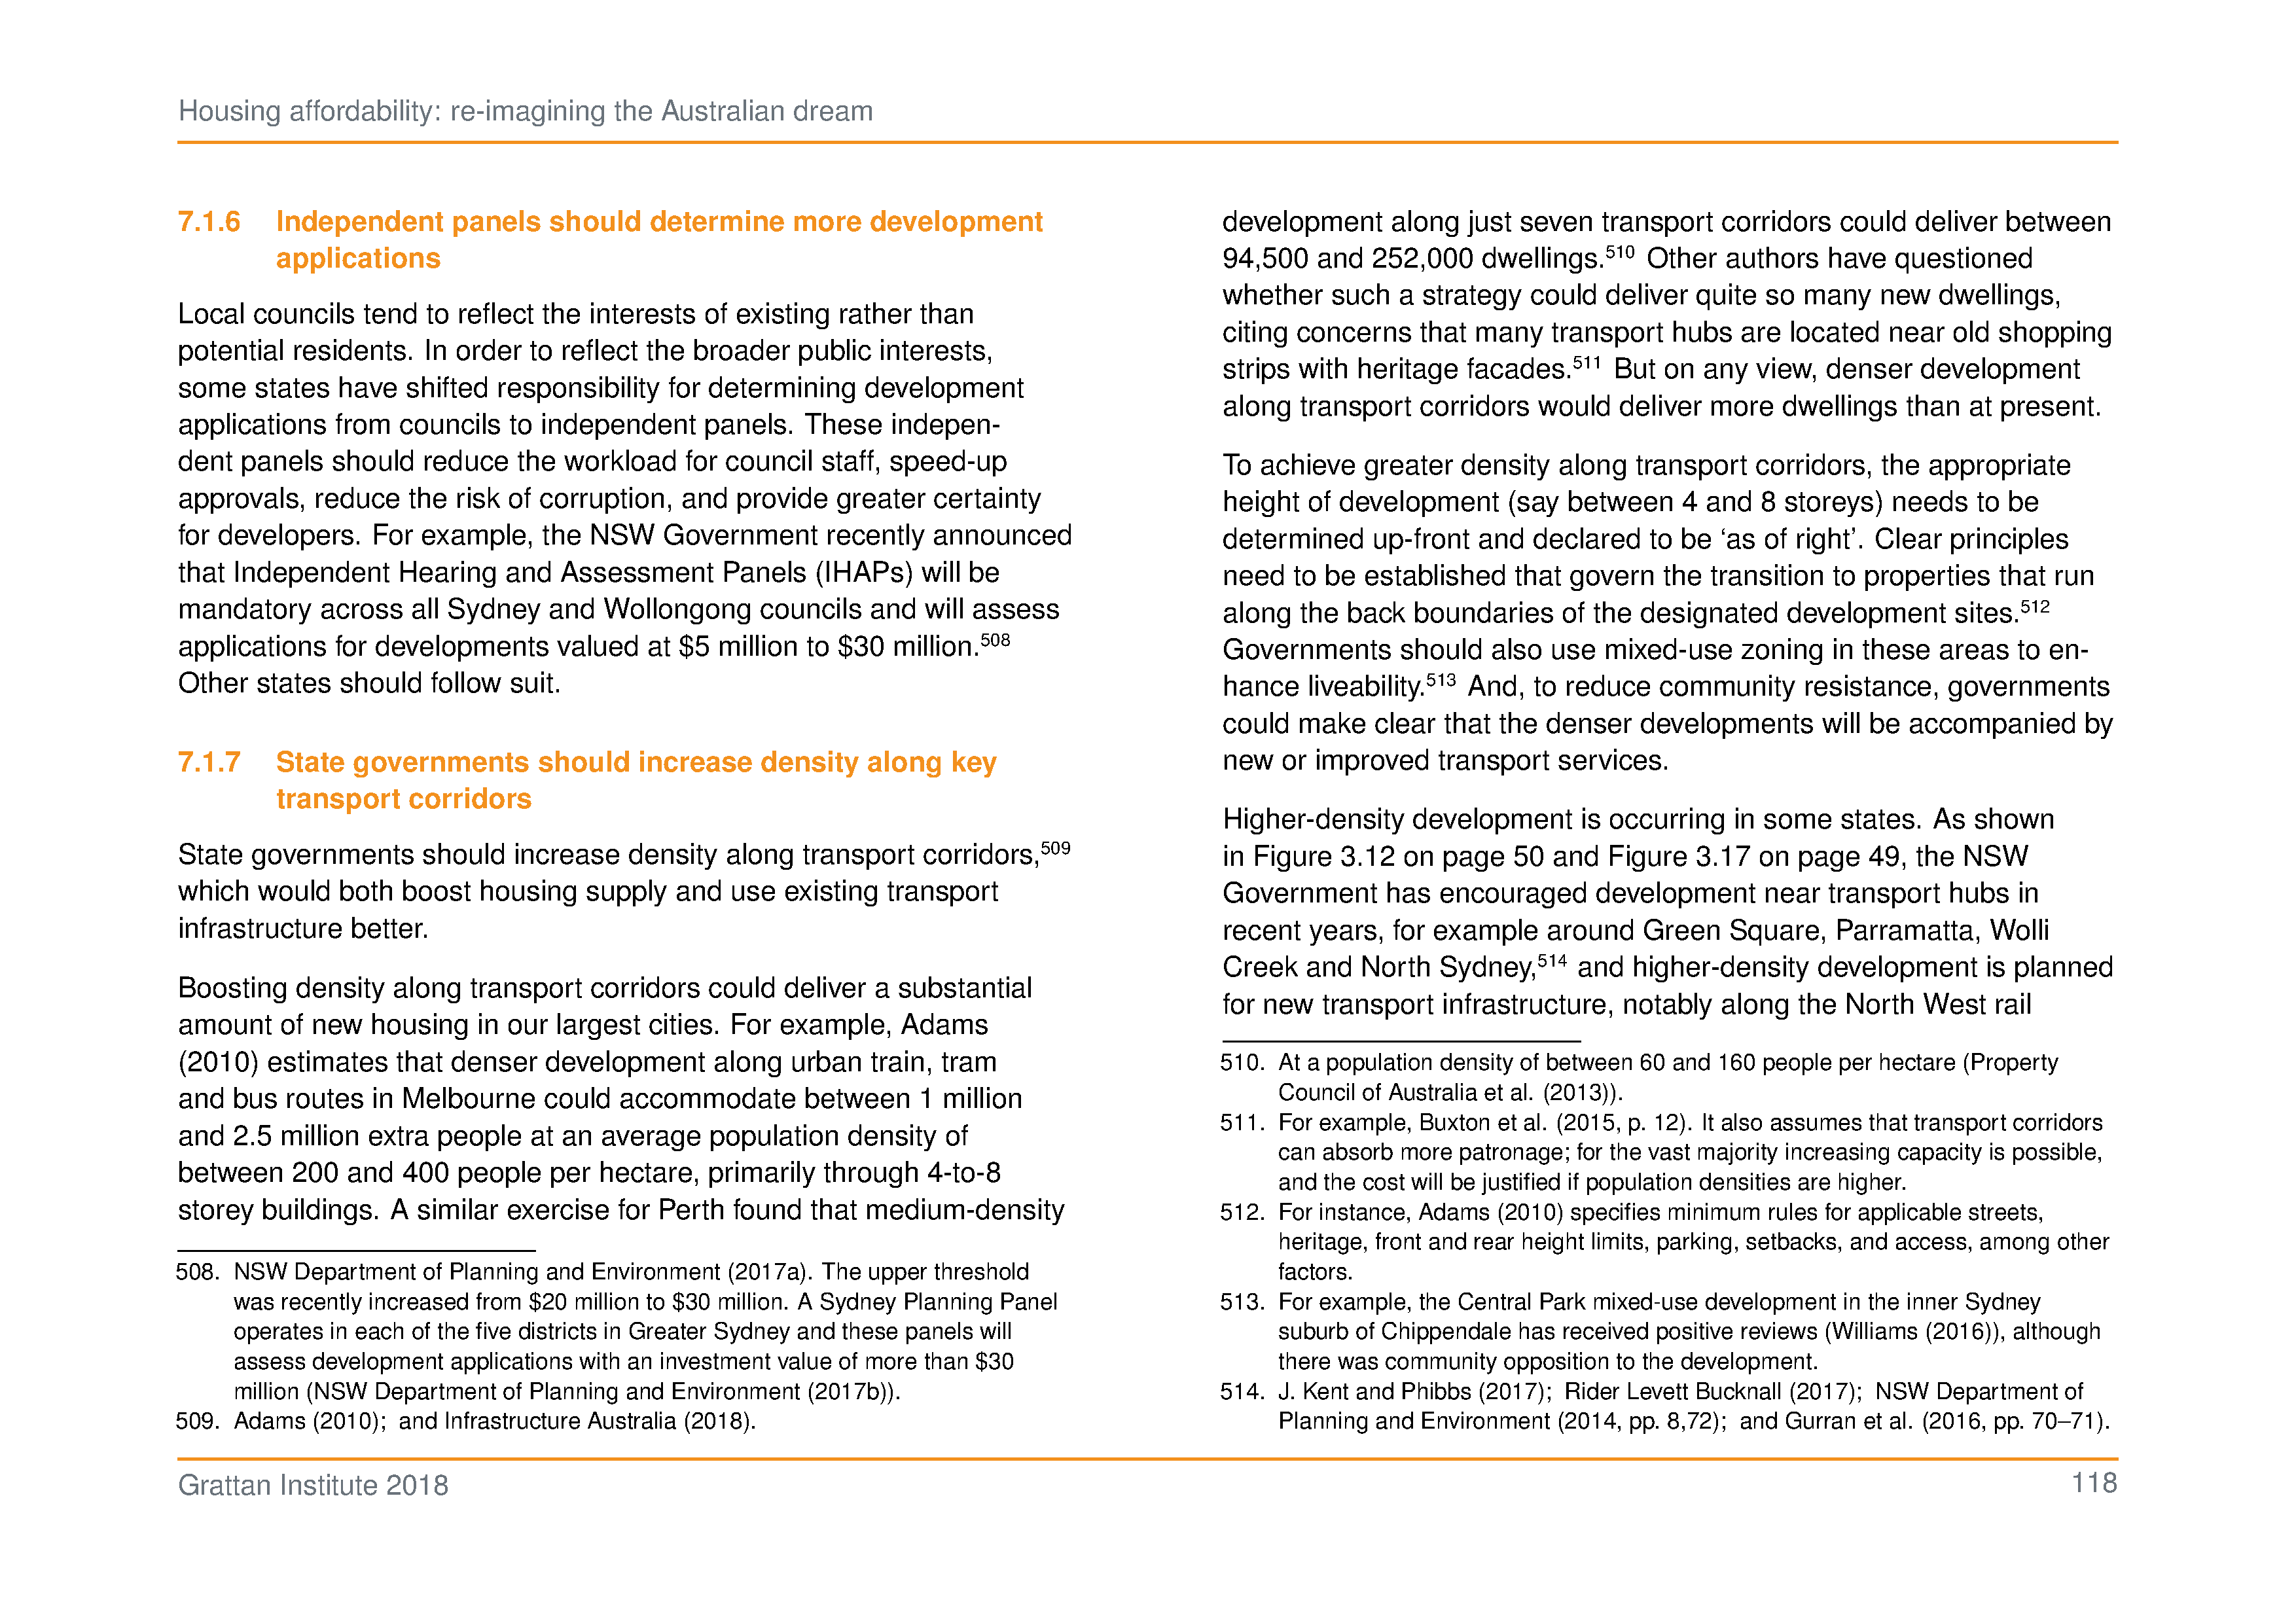 Housing affordability: re-imagining the Australian dream
7.1.6 Independent panels should determine more development
applications
Local councils tend to reflect the interests of existing rather than
potential residents. In order to reflect the broader public interests,
some states have shifted responsibility for determining development
applications from councils to independent panels. These indepen-
dent panels should reduce the workload for council staff, speed-up
approvals, reduce the risk of corruption, and provide greater certainty
for developers. For example, the NSW Government recently announced
that Independent Hearing and Assessment Panels (IHAPs) will be
mandatory across all Sydney and Wollongong councils and will assess
applications for developments valued at $5 million to $30 million.508
Other states should follow suit.
7.1.7 State governments should increase density along key
transport corridors
State governments should increase density along transport corridors,509
which would both boost housing supply and use existing transport
infrastructure better.
Boosting density along transport corridors could deliver a substantial
amount of new housing in our largest cities. For example, Adams
(2010) estimates that denser development along urban train, tram
and bus routes in Melbourne could accommodate between 1 million
and 2.5 million extra people at an average population density of
between 200 and 400 people per hectare, primarily through 4-to-8
storey buildings. A similar exercise for Perth found that medium-density
508. NSW Department of Planning and Environment (2017a). The upper threshold
was recently increased from $20 million to $30 million. A Sydney Planning Panel
operates in each of the five districts in Greater Sydney and these panels will
assess development applications with an investment value of more than $30
million (NSW Department of Planning and Environment (2017b)).
509. Adams (2010); and Infrastructure Australia (2018).
development along just seven transport corridors could deliver between
94,500 and 252,000 dwellings.510 Other authors have questioned
whether such a strategy could deliver quite so many new dwellings,
citing concerns that many transport hubs are located near old shopping
strips with heritage facades.511 But on any view, denser development
along transport corridors would deliver more dwellings than at present.
To achieve greater density along transport corridors, the appropriate
height of development (say between 4 and 8 storeys) needs to be
determined up-front and declared to be ‘as of right’. Clear principles
need to be established that govern the transition to properties that run
along the back boundaries of the designated development sites.512
Governments should also use mixed-use zoning in these areas to en-
hance liveability.513 And, to reduce community resistance, governments
could make clear that the denser developments will be accompanied by
new or improved transport services.
Higher-density development is occurring in some states. As shown
in Figure 3.12 on page 50 and Figure 3.17 on page 49, the NSW
Government has encouraged development near transport hubs in
recent years, for example around Green Square, Parramatta, Wolli
Creek and North Sydney,514 and higher-density development is planned
for new transport infrastructure, notably along the North West rail
510. At a population density of between 60 and 160 people per hectare (Property
Council of Australia et al. (2013)).
511. For example, Buxton et al. (2015, p. 12). It also assumes that transport corridors
can absorb more patronage; for the vast majority increasing capacity is possible,
and the cost will be justified if population densities are higher.
512. For instance, Adams (2010) specifies minimum rules for applicable streets,
heritage, front and rear height limits, parking, setbacks, and access, among other
factors.
513. For example, the Central Park mixed-use development in the inner Sydney
suburb of Chippendale has received positive reviews (Williams (2016)), although
there was community opposition to the development.
514. J. Kent and Phibbs (2017); Rider Levett Bucknall (2017); NSW Department of
Planning and Environment (2014, pp. 8,72); and Gurran et al. (2016, pp. 70–71).
Grattan Institute 2018
118